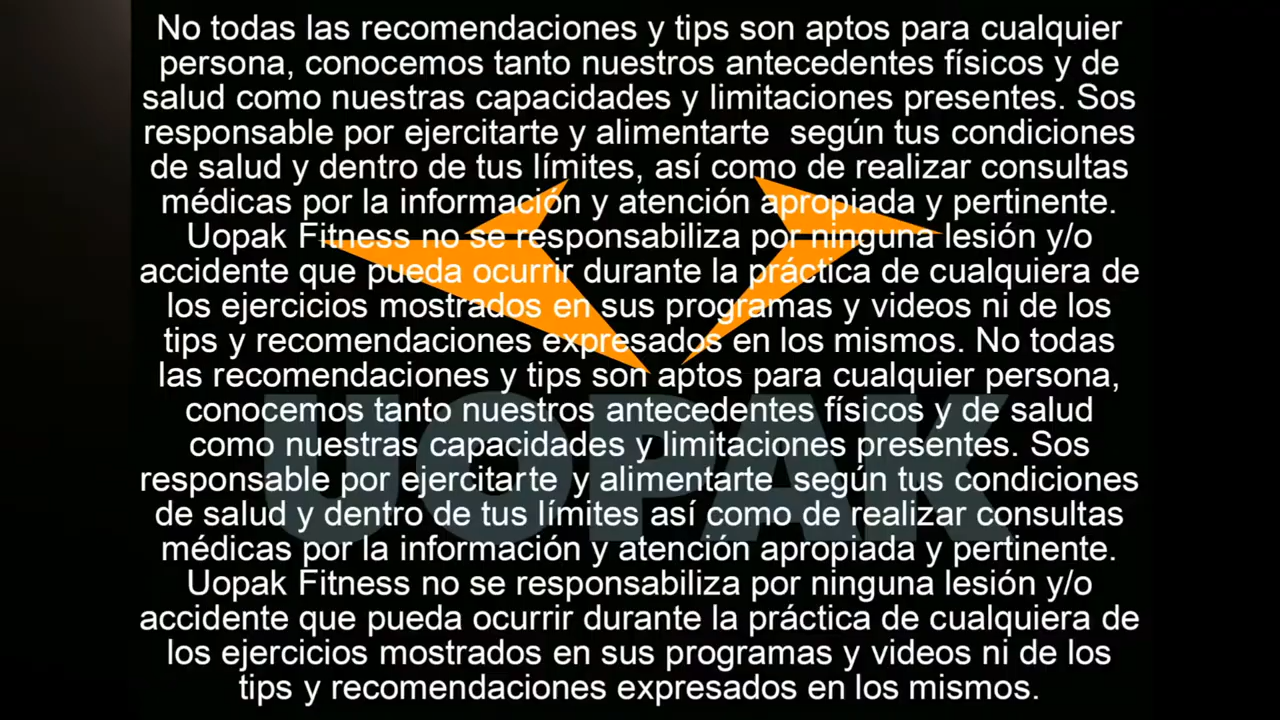 No todas las recomendaciones y tips son aptos para cualquier
persona, conocemos tanto nuestros antecedentes físicos y de
salud como nuestras capacidades y limitaciones presentes. Sos
responsable por ejercitarte y alimentarte  según tus condiciones
de salud y dentro de tus límites, así como de realizar consultas
médicas por la información y atención apropiada y pertinente.
Uopak Fitness no se responsabiliza por ninguna lesión y/o
accidente que pueda ocurrir durante la práctica de cualquiera de
los ejercicios mostrados en sus programas y videos ni de los
tips y recomendaciones expresados en los mismos. No todas
las recomendaciones y tips son aptos para cualquier persona,
conocemos tanto nuestros antecedentes físicos y de salud
como nuestras capacidades y limitaciones presentes. Sos
responsable por ejercitarte y alimentarte  según tus condiciones
de salud y dentro de tus límites así como de realizar consultas
médicas por la información y atención apropiada y pertinente.
Uopak Fitness no se responsabiliza por ninguna lesión y/o
accidente que pueda ocurrir durante la práctica de cualquiera de
los ejercicios mostrados en sus programas y videos ni de los
tips y recomendaciones expresados en los mismos.
UOPAK